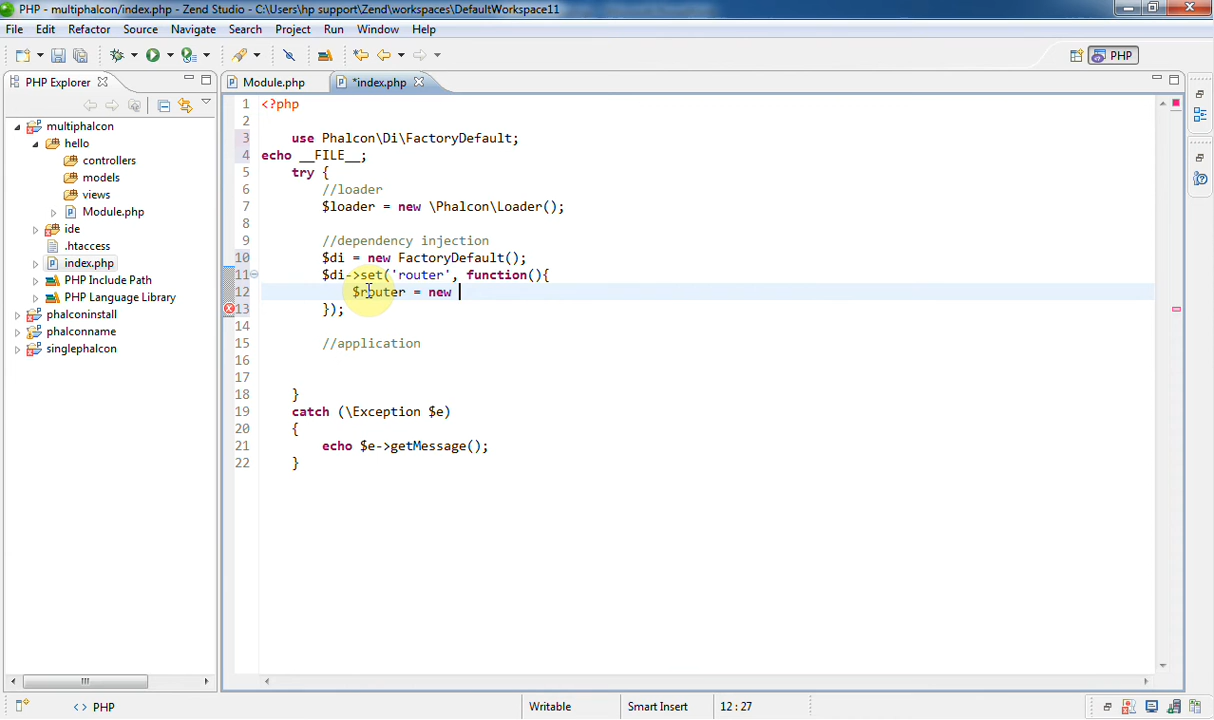 PHP - multiphalcon/index.php - Zend Studio - C:\Users\hp support\Zend\workspaces\DefaultWorkspace11
File Edit Refactor Source Navigate Search Project Run Window Help
PHP
PHP Explorer
Module.php
*index.php
multiphalcon
hello
controllers
models
views
Module.php
ide
.htaccess
index.php
PHP Include Path
PHP Language Library
phalconinstall
phalconname
singlephalcon
1 <?php
2
3 use Phalcon\Di\FactoryDefault;
4 echo __FILE__;
5 try {
6 //loader
7 $loader = new \Phalcon\Loader();
8
9 //dependency injection
10 $di = new FactoryDefault();
11 $di->set('router', function(){
12 $router = new
13 });
14
15 //application
16
17
18 }
19 catch (\Exception $e)
20 {
21 echo $e->getMessage();
22 }
<> PHP
Writable
Smart Insert
12 : 27